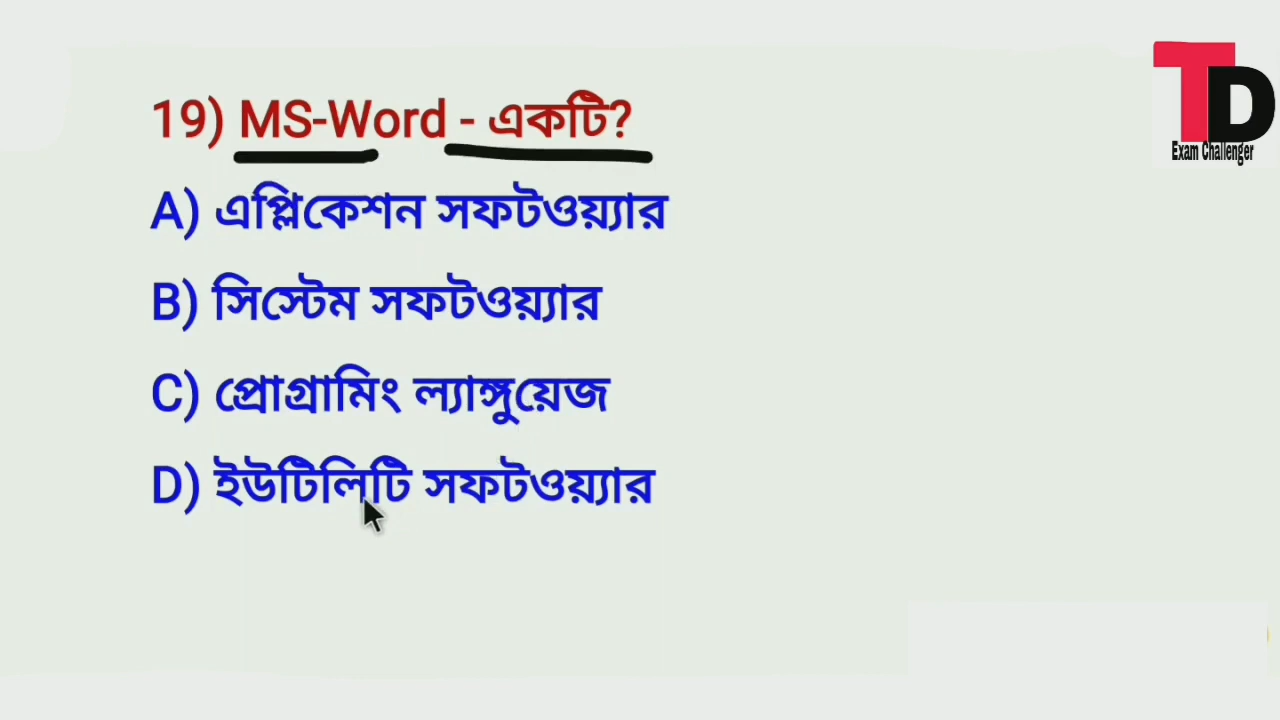 19) MS-Word - একটি?
A) এপ্লিকেশন সফটওয়্যার
B) সিস্টেম সফটওয়্যার
C) প্রোগ্রামিং ল্যাঙ্গুয়েজ
D) ইউটিলিটি সফটওয়্যার
TD
Exam Challenger